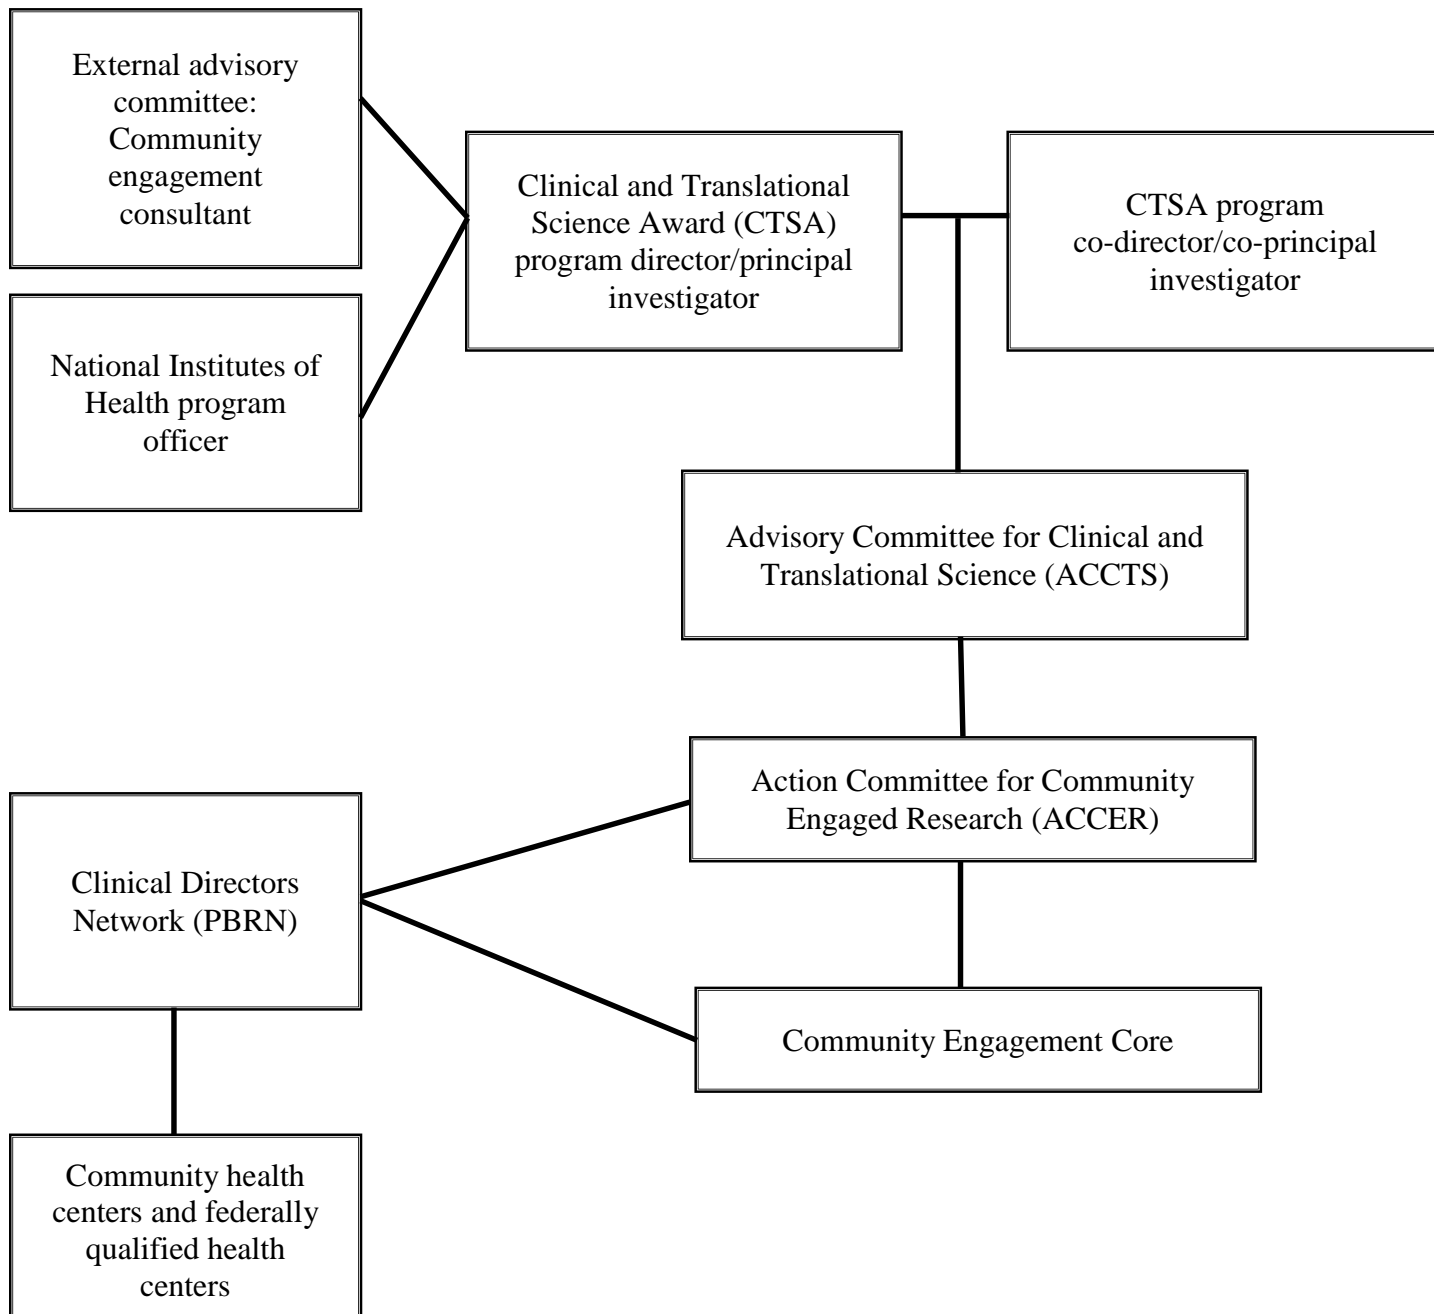 External advisory
committee:
Community
engagement
consultant
National Institutes of
Health program
officer
Clinical and Translational
Science Award (CTSA)
program director/principal
investigator
CTSA program
co-director/co-principal
investigator
Advisory Committee for Clinical and
Translational Science (ACCTS)
Action Committee for Community
Engaged Research (ACCER)
Clinical Directors
Network (PBRN)
Community Engagement Core
Community health
centers and federally
qualified health
centers